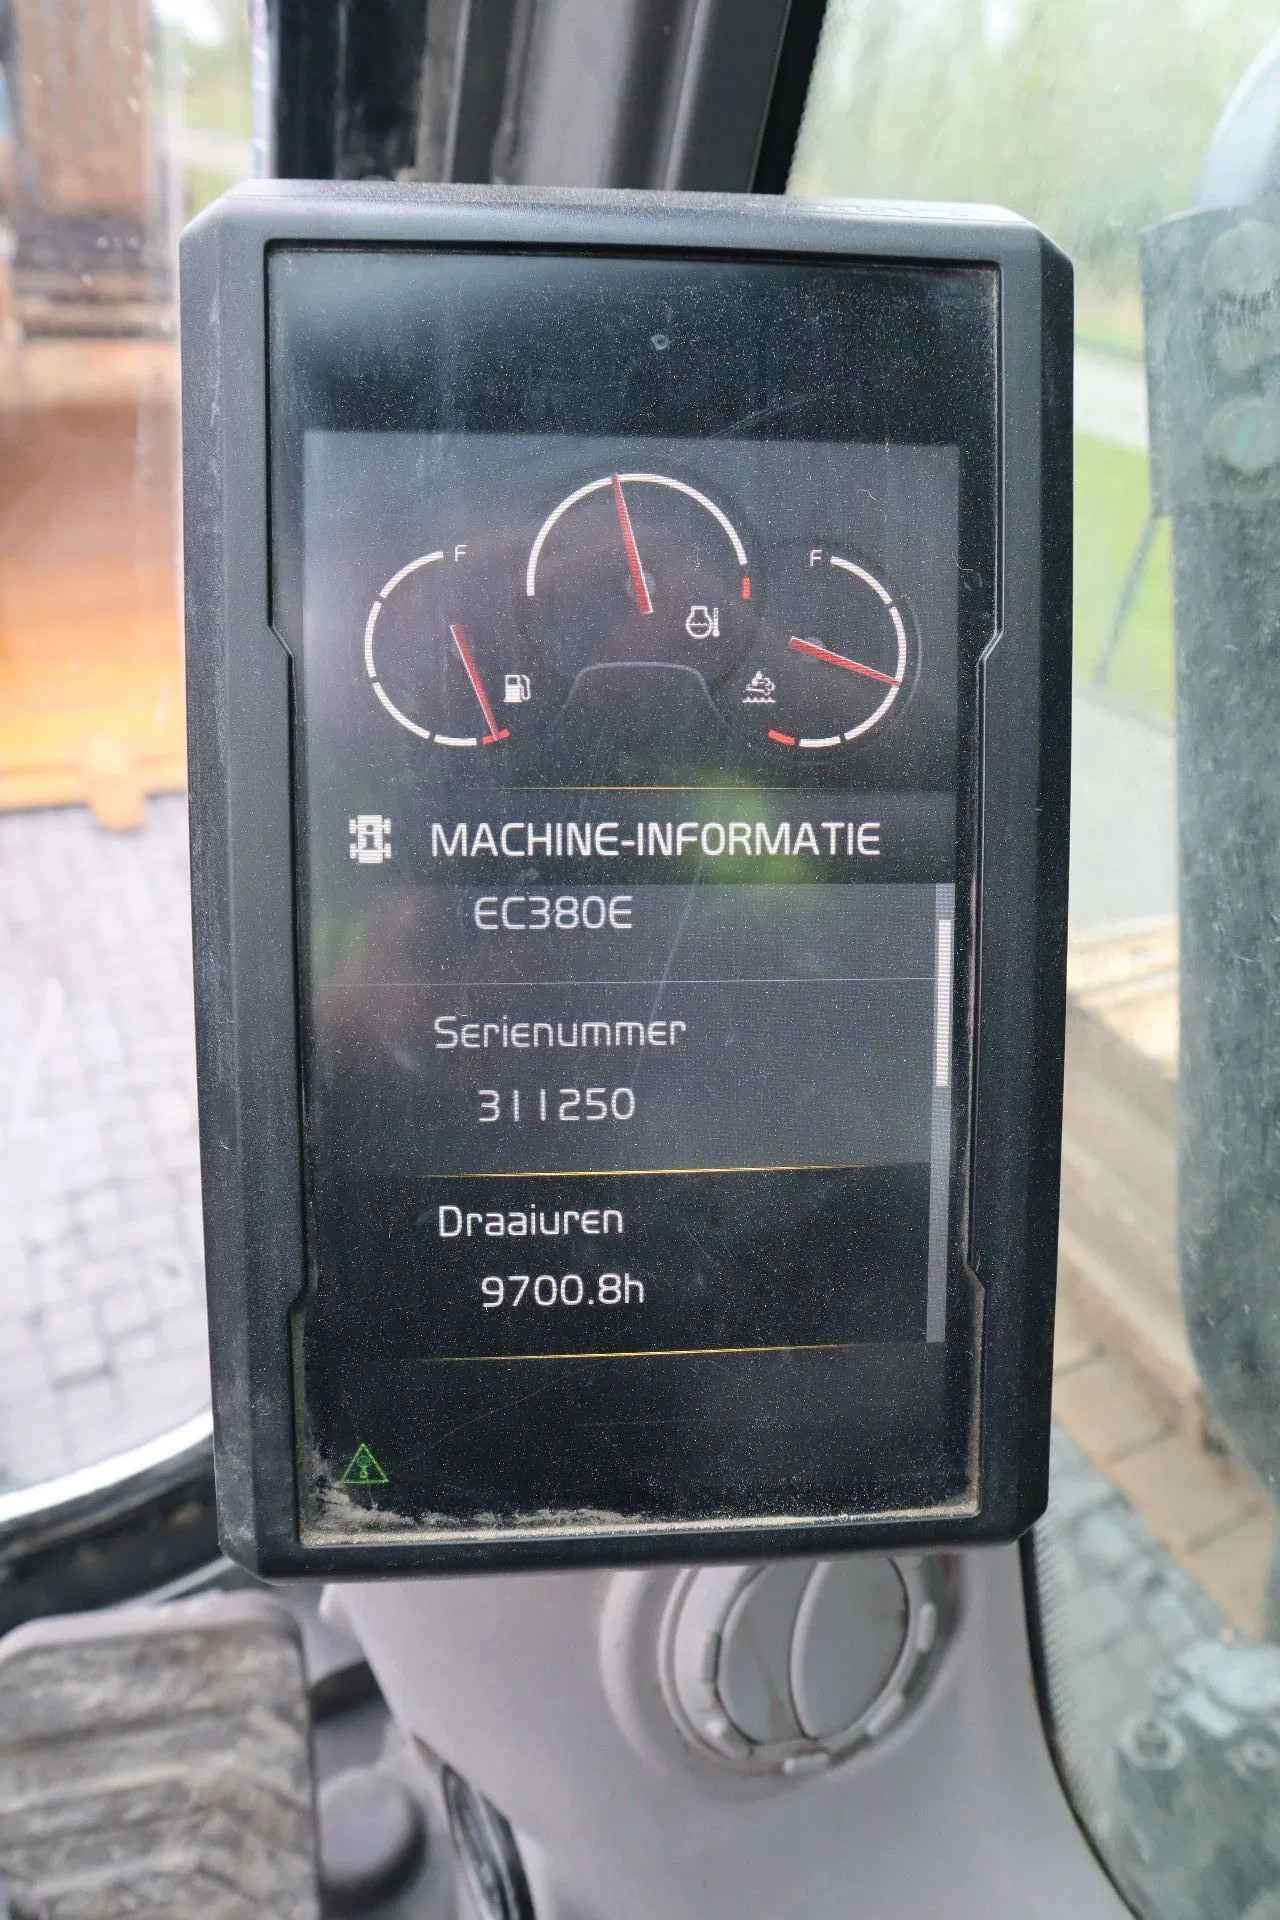 F
F
MACHINE-INFORMATIE
EC380E
Serienummer
311250
Draaiuren
9700.8h